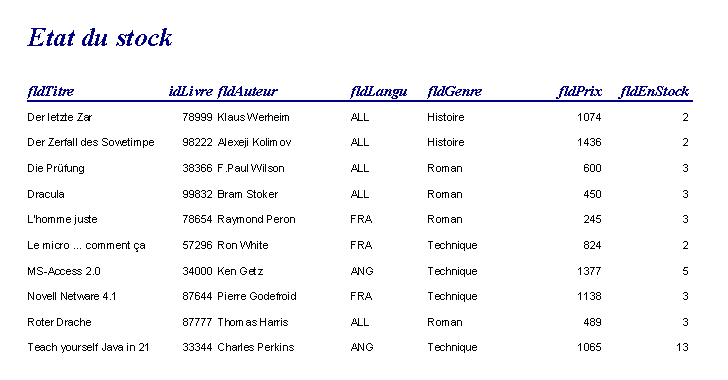 Etat du stock
fldTitre idLivre fldAuteur fldLangu fldGenre fldPrix fldEnStock
Der letzte Zar 78999 Klaus Werheim ALL Histoire 1074 2
Der Zerfall des Sowetimpe 98222 Alexeji Kolimov ALL Histoire 1436 2
Die Prüfung 38366 F.Paul Wilson ALL Roman 600 3
Dracula 99832 Bram Stoker ALL Roman 450 3
L'homme juste 78654 Raymond Peron FRA Roman 245 3
Le micro ... comment ça 57296 Ron White FRA Technique 824 2
MS-Access 2.0 34000 Ken Getz ANG Technique 1377 5
Novell Netware 4.1 87644 Pierre Godefroid FRA Technique 1138 3
Roter Drache 87777 Thomas Harris ALL Roman 489 3
Teach yourself Java in 21 33344 Charles Perkins ANG Technique 1065 13